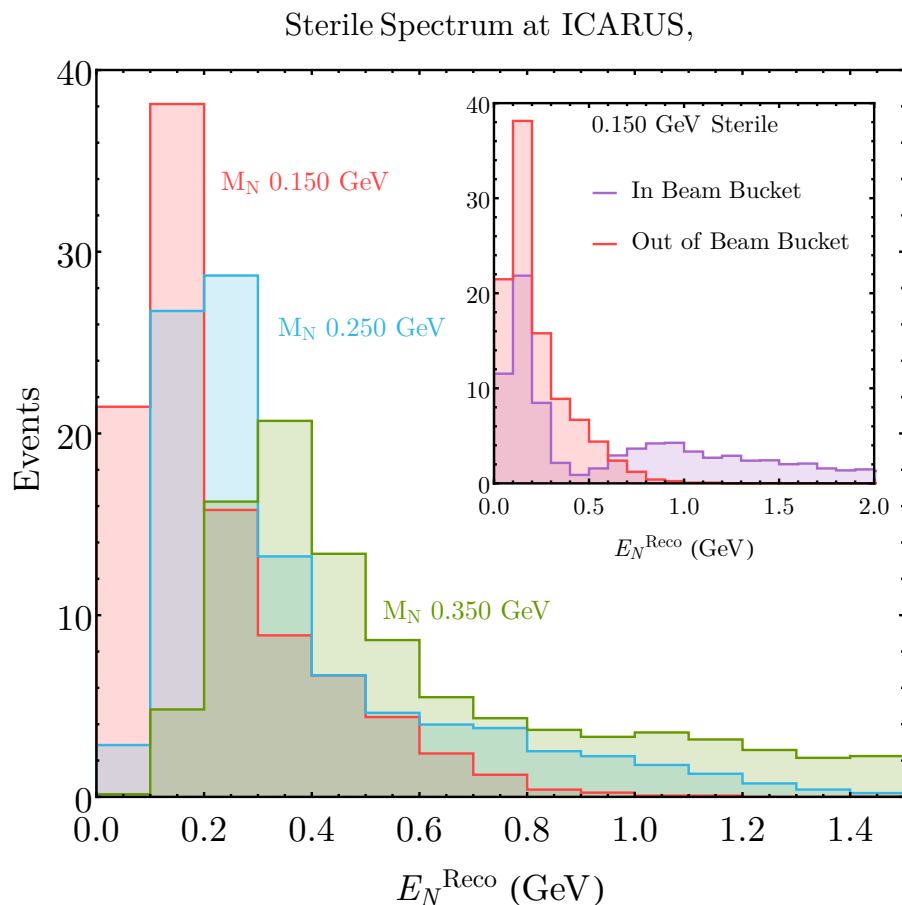 Sterile Spectrum at ICARUS,
40
30
20
10
0
Events
M_N 0.150 GeV
M_N 0.250 GeV
M_N 0.350 GeV
0.0 0.2 0.4 0.6 0.8 1.0 1.2 1.4
E_N^Reco (GeV)
0.150 GeV Sterile
In Beam Bucket
Out of Beam Bucket
40
30
20
10
0
0.0 0.5 1.0 1.5 2.0
E_N^Reco (GeV)